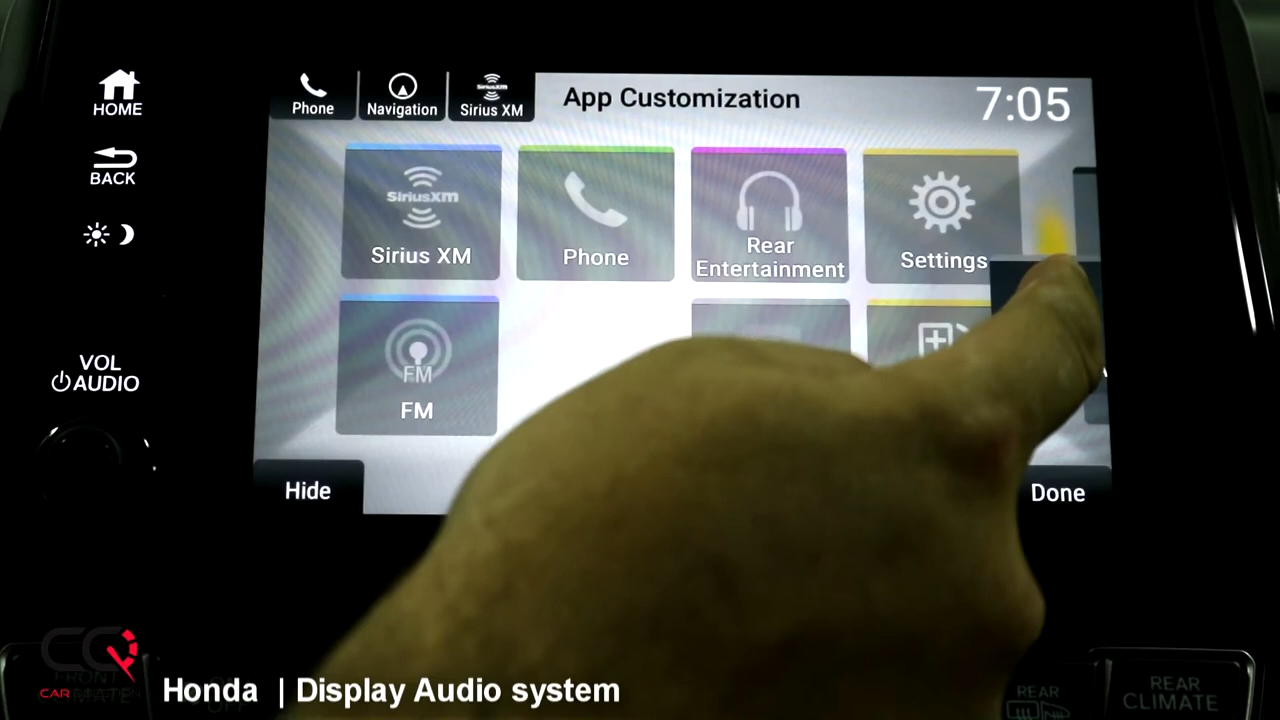 HOME
BACK
VOL
AUDIO
Phone
Navigation
SiriusXM
Sirius XM
App Customization
7:05
SiriusXM
Sirius XM
Phone
Rear
Entertainment
Settings
FM
FM
Hide
Done
CAR
Honda | Display Audio system
REAR
REAR
CLIMATE